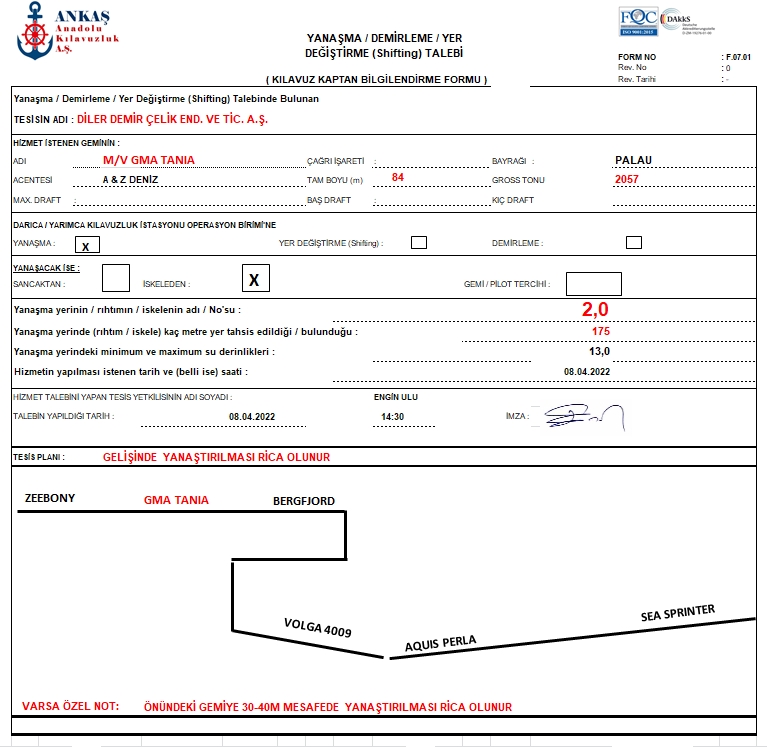 ANKAŞ
Anadolu
Kılavuzluk
A.Ş.
YANAŞMA / DEMİRLEME / YER
DEĞİŞTİRME (Shifting) TALEBİ
( KILAVUZ KAPTAN BİLGİLENDİRME FORMU )
FQC
ISO 9001:2015
DAkkS
FORM NO : F.07.01
Rev. No : 0
Rev. Tarihi : -
Yanaşma / Demirleme / Yer Değiştirme (Shifting) Talebinde Bulunan
TESİSİN ADI : DİLER DEMİR ÇELİK END. VE TİC. A.Ş.
HİZMET İSTENEN GEMİNİN :
ADI M/V GMA TANIA ÇAĞRI İŞARETİ : BAYRAĞI : PALAU
ACENTESİ A & Z DENİZ TAM BOYU (m) 84 GROSS TONU 2057
MAX. DRAFT : BAŞ DRAFT : KIÇ DRAFT
DARICA / YARIMCA KILAVUZLUK İSTASYONU OPERASYON BİRİMİ'NE
YANAŞMA : X YER DEĞİŞTİRME (Shifting) : DEMİRLEME :
YANAŞACAK İSE :
SANCAKTAN : İSKELEDEN : X GEMİ / PİLOT TERCİHİ :
Yanaşma yerinin / rıhtımın / iskelenin adı / No'su : 2,0
Yanaşma yerinde (rıhtım / iskele) kaç metre yer tahsis edildiği / bulunduğu : 175
Yanaşma yerindeki minimum ve maximum su derinlikleri : 13,0
Hizmetin yapılması istenen tarih ve (belli ise) saati : 08.04.2022
HİZMET TALEBİNİ YAPAN TESİS YETKİLİSİNİN ADI SOYADI : ENGİN ULU
TALEBİN YAPILDIĞI TARİH : 08.04.2022 14:30 İMZA :
TESİS PLANI : GELİŞİNDE YANAŞTIRILMASI RİCA OLUNUR
ZEEBONY GMA TANIA BERGFJORD
VOLGA 4009 AQUIS PERLA SEA SPRINTER
VARSA ÖZEL NOT: ÖNÜNDEKİ GEMİYE 30-40M MESAFEDE YANAŞTIRILMASI RİCA OLUNUR